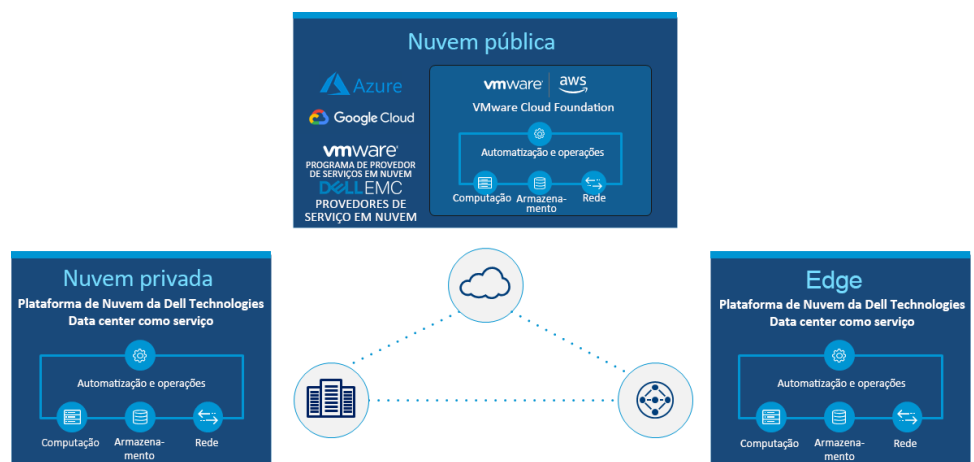 Nuvem pública
Azure
Google Cloud
vmware
PROGRAMA DE PROVEDOR
DE SERVIÇOS EM NUVEM
DELLEMC
PROVEDORES DE
SERVIÇO EM NUVEM
vmware aws
VMware Cloud Foundation
Automatização e operações
Computação
Armazena-
mento
Rede
Nuvem privada
Plataforma de Nuvem da Dell Technologies
Data center como serviço
Automatização e operações
Computação
Armazena-
mento
Rede
Edge
Plataforma de Nuvem da Dell Technologies
Data center como serviço
Automatização e operações
Computação
Armazena-
mento
Rede